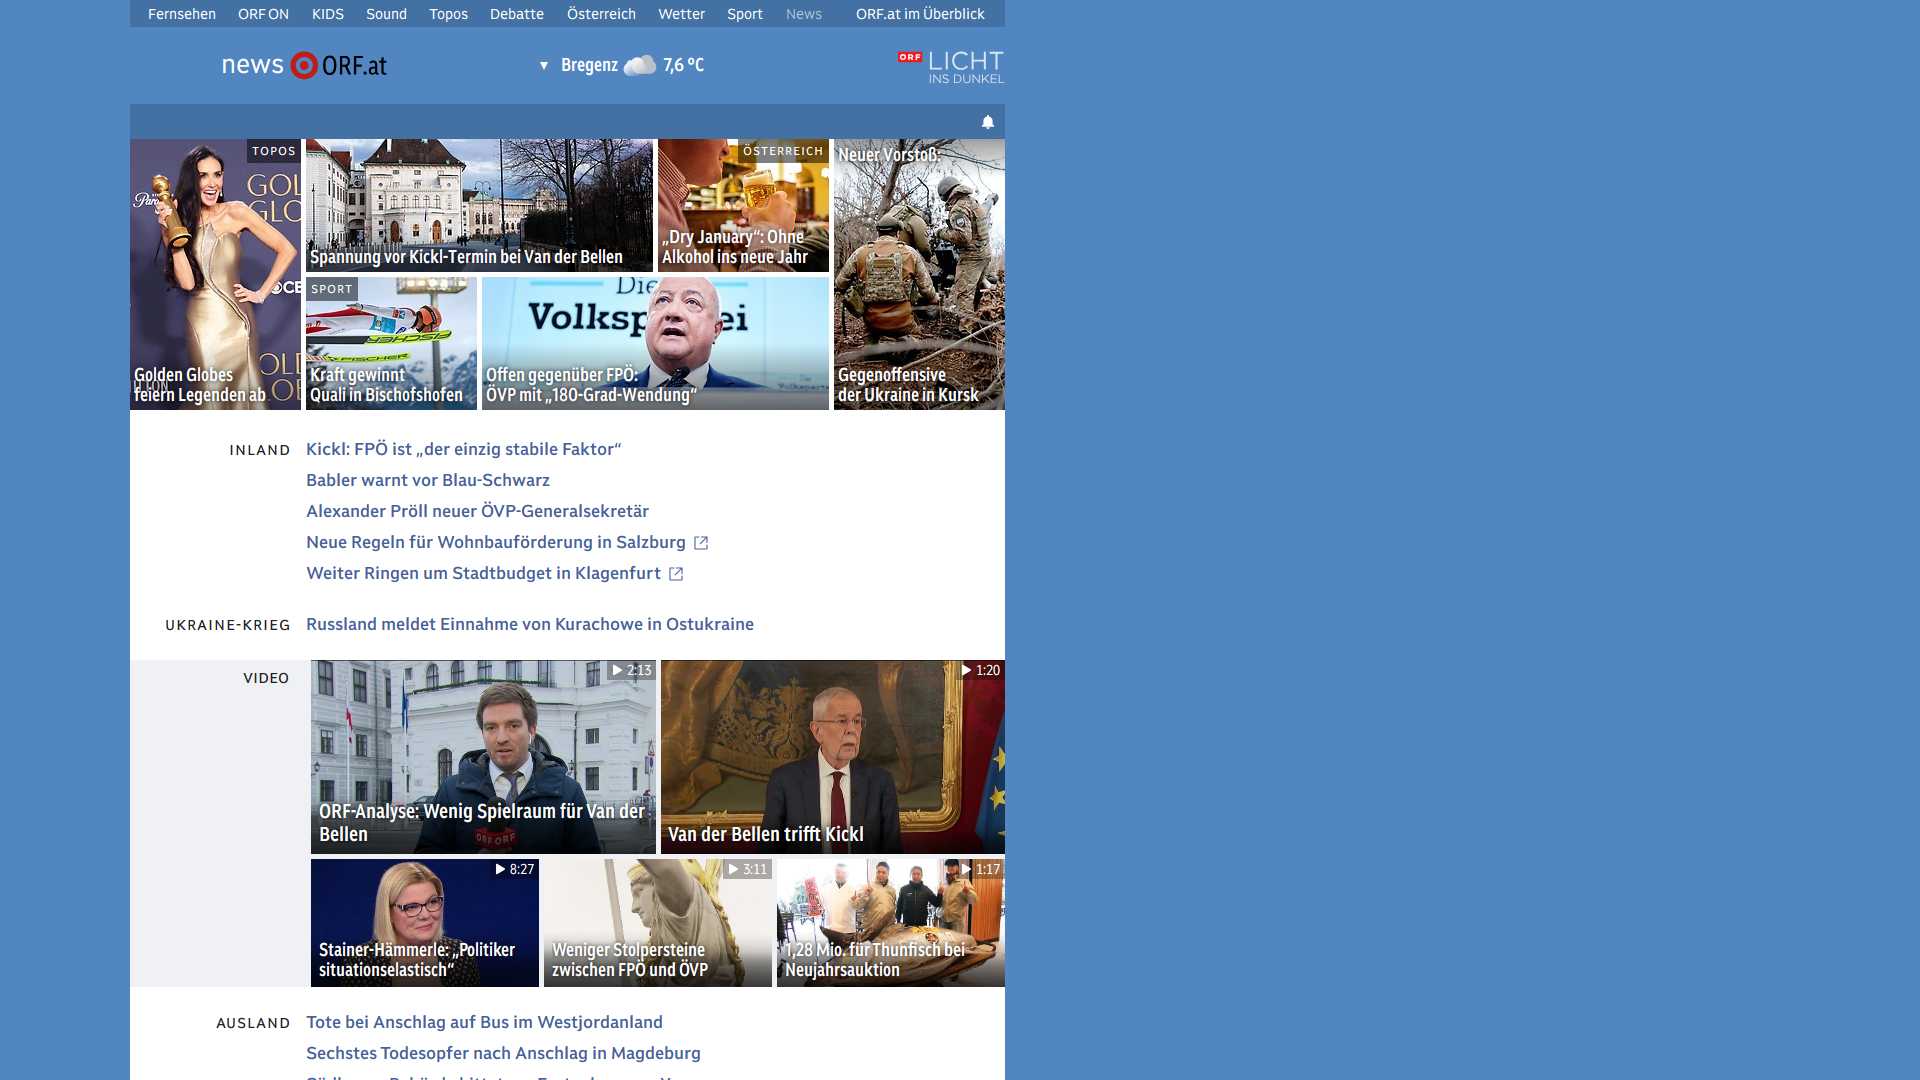 Fernsehen ORF ON KIDS Sound Topos Debatte Österreich Wetter Sport News ORF.at im Überblick
news ORF.at
Bregenz 7,6 °C
ORF LICHT
INS DUNKEL
TOPOS
Golden Globes
feiern Legenden ab
Spannung vor Kickl-Termin bei Van der Bellen
ÖSTERREICH
„Dry January“: Ohne
Alkohol ins neue Jahr
Neuer Vorstoß:
Gegenoffensive
der Ukraine in Kursk
SPORT
FISCHER
Kraft gewinnt
Quali in Bischofshofen
Die
Volksp ei
Offen gegenüber FPÖ:
ÖVP mit „180-Grad-Wendung“
INLAND
Kickl: FPÖ ist „der einzig stabile Faktor“
Babler warnt vor Blau-Schwarz
Alexander Pröll neuer ÖVP-Generalsekretär
Neue Regeln für Wohnbauförderung in Salzburg
Weiter Ringen um Stadtbudget in Klagenfurt
UKRAINE-KRIEG
Russland meldet Einnahme von Kurachowe in Ostukraine
VIDEO
2:13
ORF-Analyse: Wenig Spielraum für Van der
Bellen
ORF ORF
1:20
Van der Bellen trifft Kickl
8:27
Stainer-Hämmerle: „Politiker
situationselastisch“
3:11
Weniger Stolpersteine
zwischen FPÖ und ÖVP
1:17
1,28 Mio. für Thunfisch bei
Neujahrsauktion
AUSLAND
Tote bei Anschlag auf Bus im Westjordanland
Sechstes Todesopfer nach Anschlag in Magdeburg